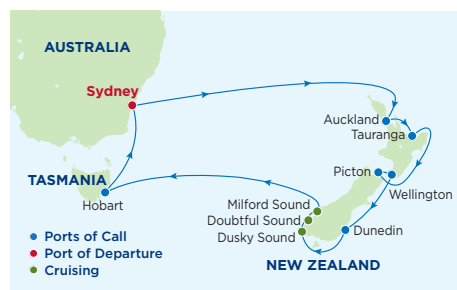 AUSTRALIA
Sydney
Auckland
Tauranga
Picton
TASMANIA
Wellington
Hobart
Milford Sound
Doubtful Sound
Dunedin
Dusky Sound
Ports of Call
Port of Departure
Cruising
NEW ZEALAND